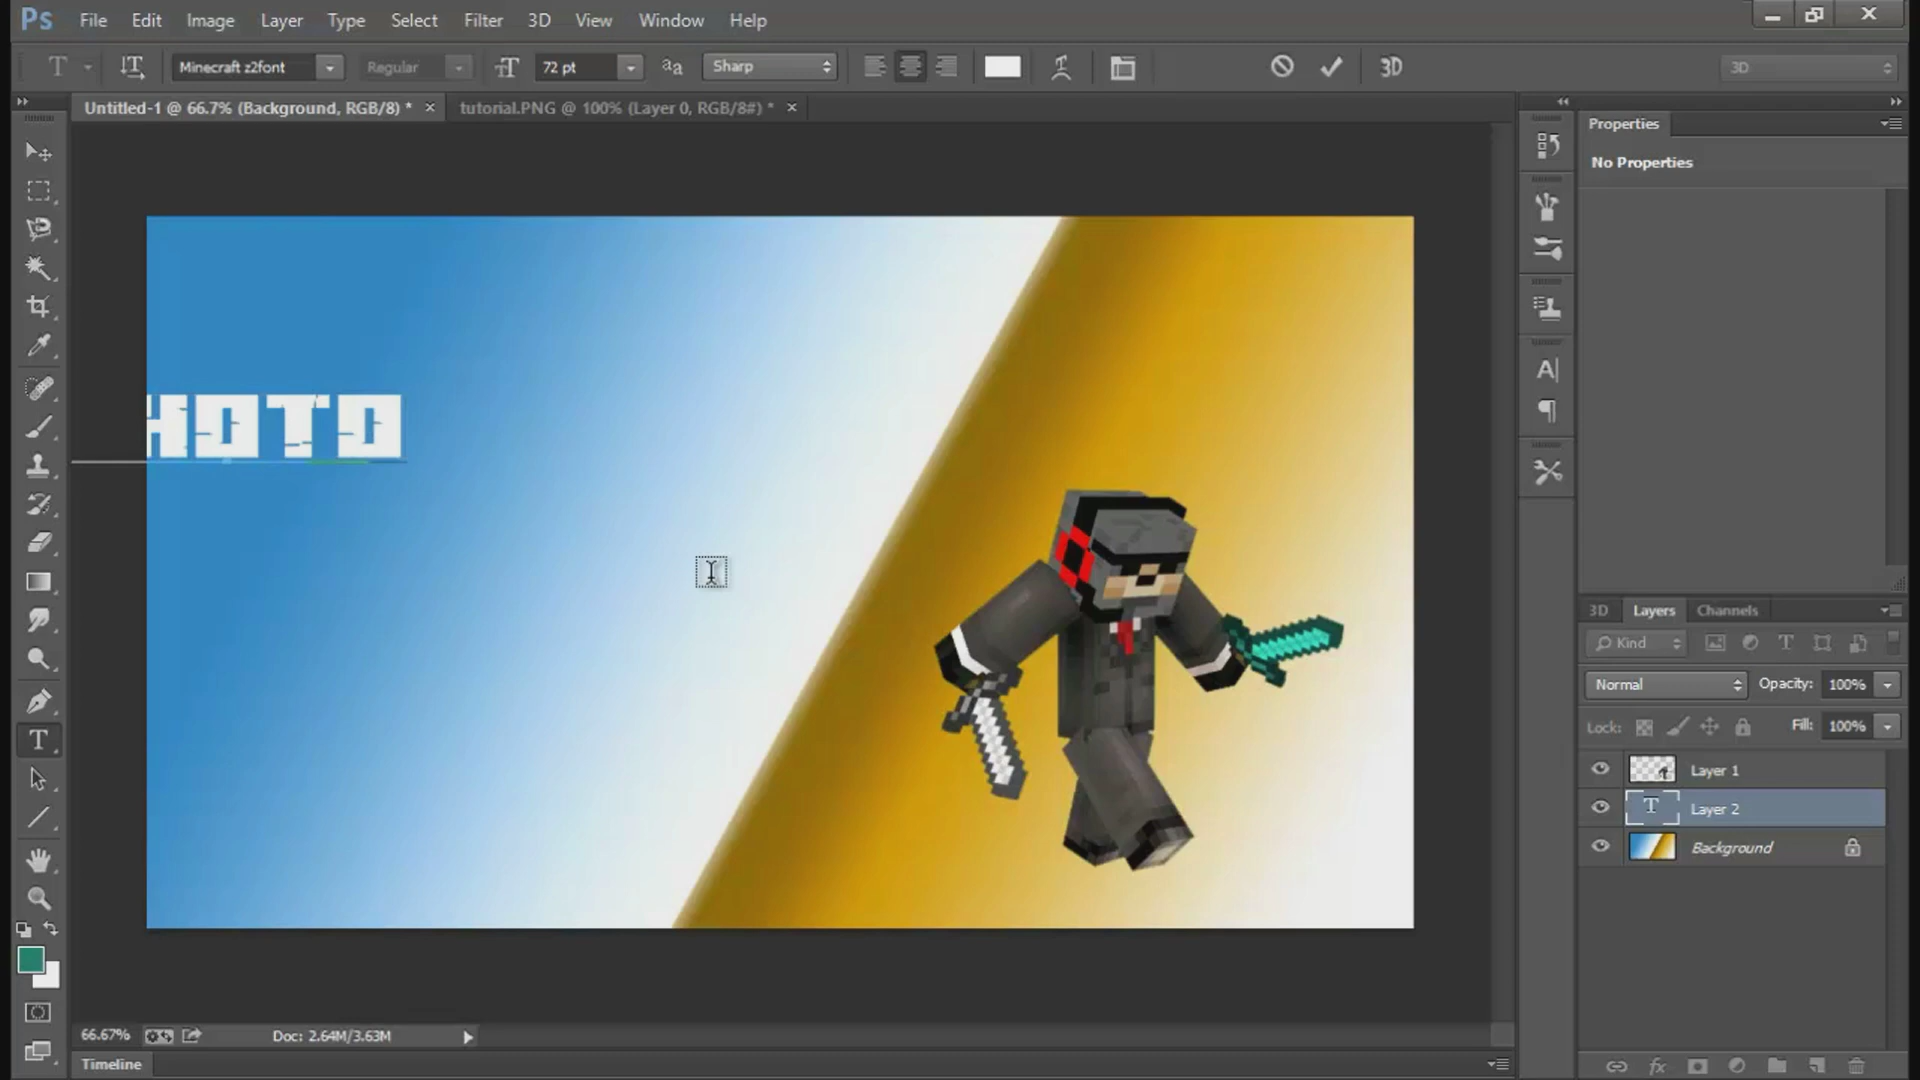 Ps File Edit Image Layer Type Select Filter 3D View Window Help
T Minecraft z2font Regular 72 pt Sharp 3D 3D
Untitled-1 @ 66.7% (Background, RGB/8) * × tutorial.PNG @ 100% (Layer 0, RGB/8#) * ×
Properties
No Properties
HOTO
3D Layers Channels
Kind
Normal Opacity: 100%
Lock: Fill: 100%
Layer 1
T Layer 2
Background
66.67% Doc: 2.64M/3.63M
Timeline